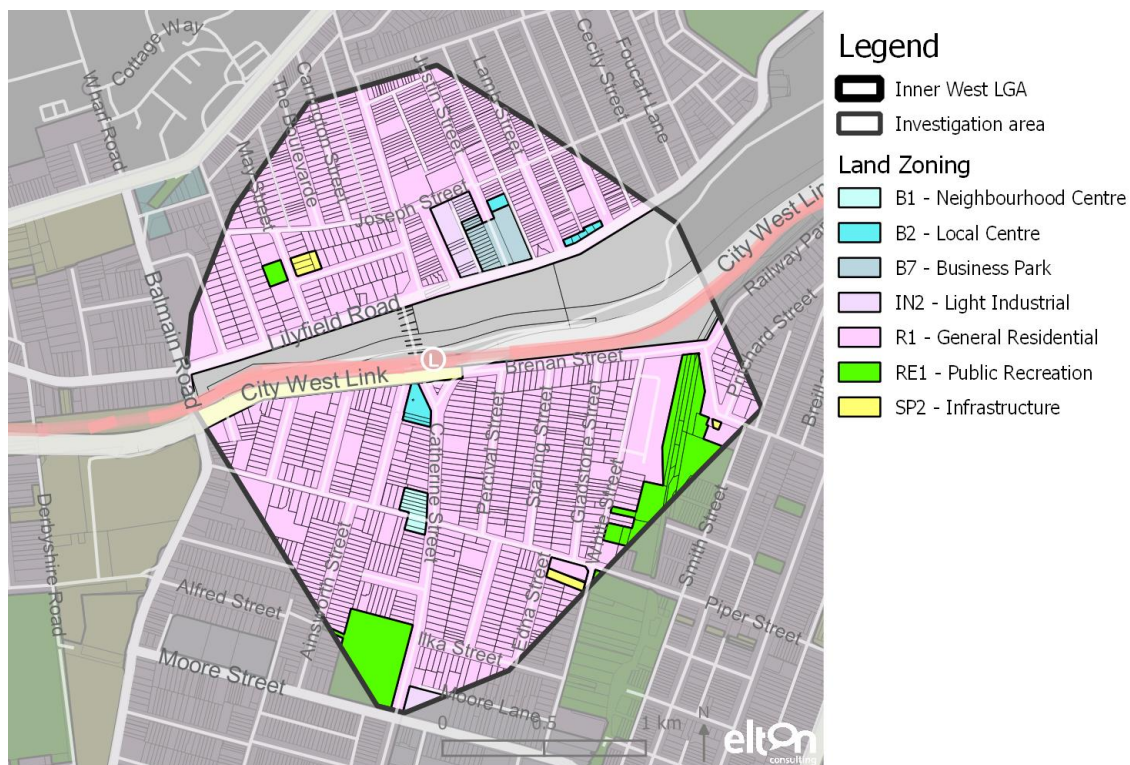 Cottage Way
Wharf Road
The Boulevarde
Carrington Street
May Street
Justin Street
Lamb Street
Cecily Street
Foucart Lane
Joseph Street
Balmain Road
Lilyfield Road
City West Link
City West Link
Railway Par
L
Brenan Street
Prichard Street
Breilla
Catherine Street
Percival Street
Starling Street
Gladstone Street
White Street
Smith Street
Derbyshire Road
Ainsworth Street
Alfred Street
Edna Street
Piper Street
Ilka Street
Moore Street
Moore Lane
0 0.5 1 km
N
elton
consulting
Legend
Inner West LGA
Investigation area
Land Zoning
B1 - Neighbourhood Centre
B2 - Local Centre
B7 - Business Park
IN2 - Light Industrial
R1 - General Residential
RE1 - Public Recreation
SP2 - Infrastructure